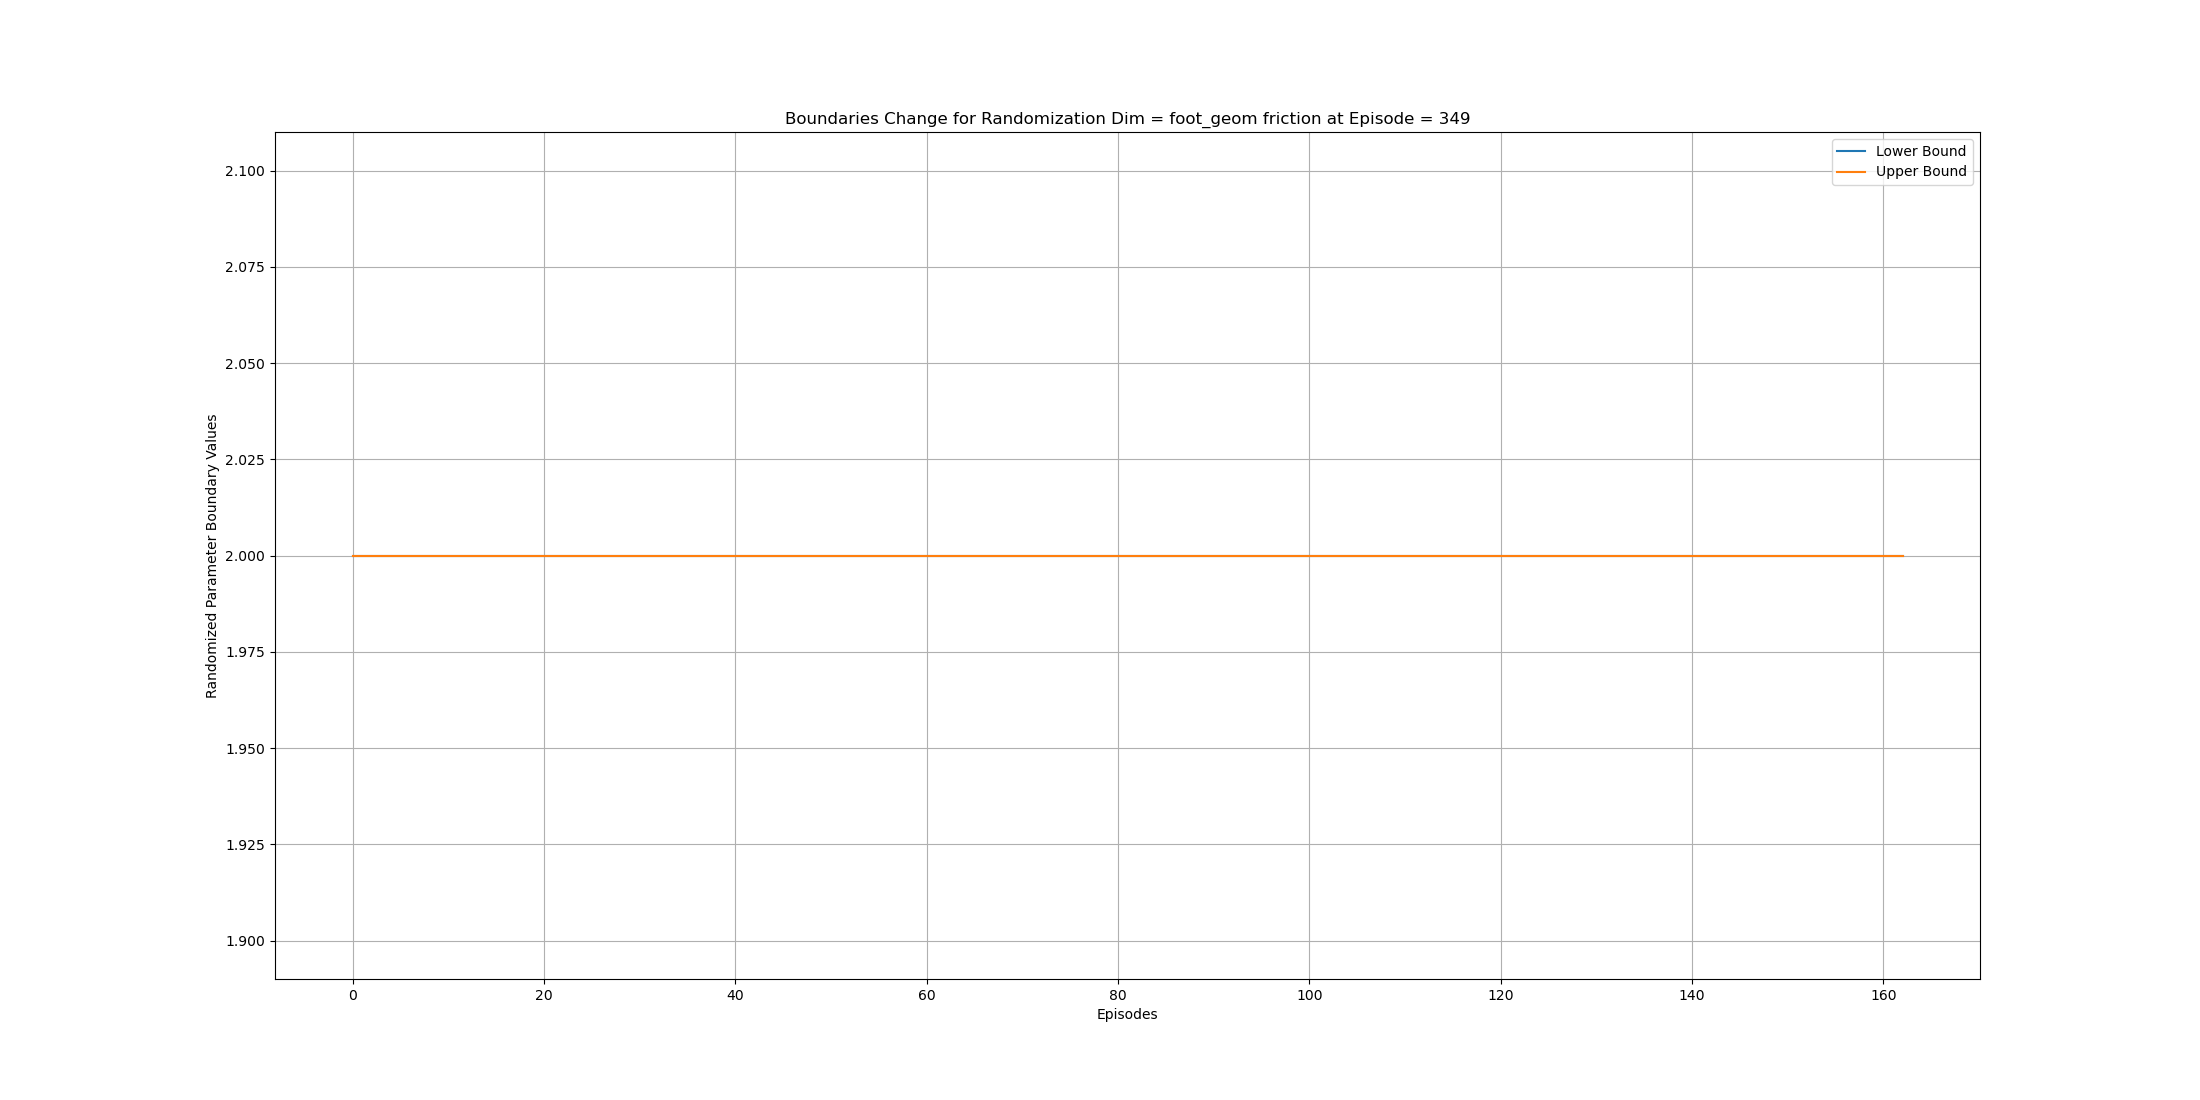 Boundaries Change for Randomization Dim = foot_geom friction at Episode = 349
Lower Bound
Upper Bound
Randomized Parameter Boundary Values
2.100
2.075
2.050
2.025
2.000
1.975
1.950
1.925
1.900
0 20 40 60 80 100 120 140 160
Episodes